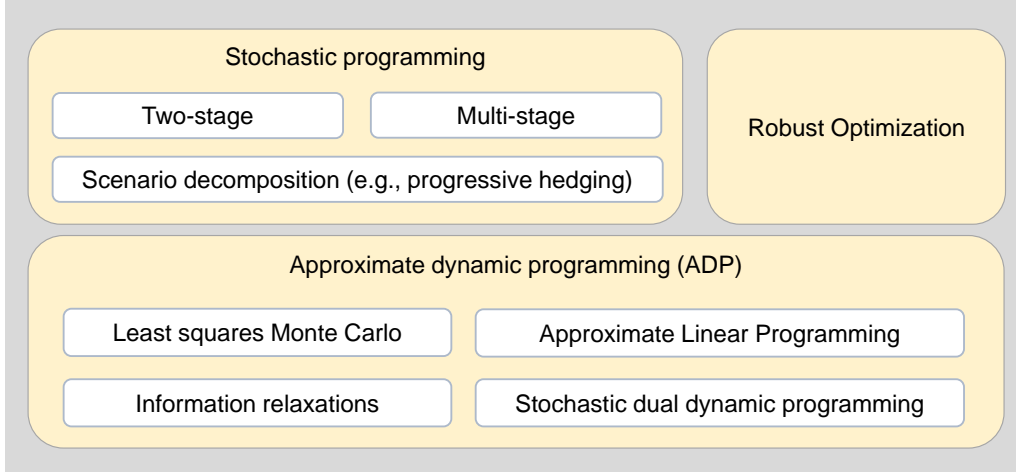 Stochastic programming
Two-stage
Multi-stage
Scenario decomposition (e.g., progressive hedging)
Robust Optimization
Approximate dynamic programming (ADP)
Least squares Monte Carlo
Approximate Linear Programming
Information relaxations
Stochastic dual dynamic programming